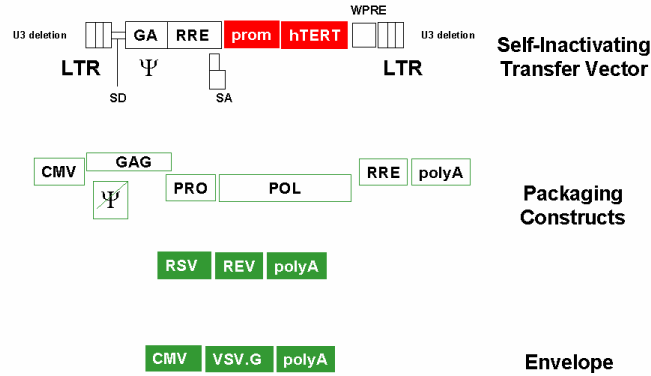 WPRE
U3 deletion GA RRE prom hTERT U3 deletion
LTR Ψ LTR
SD SA
Self-Inactivating
Transfer Vector
GAG
CMV RRE polyA
Ψ PRO POL
Packaging
Constructs
RSV REV polyA
CMV VSV.G polyA
Envelope